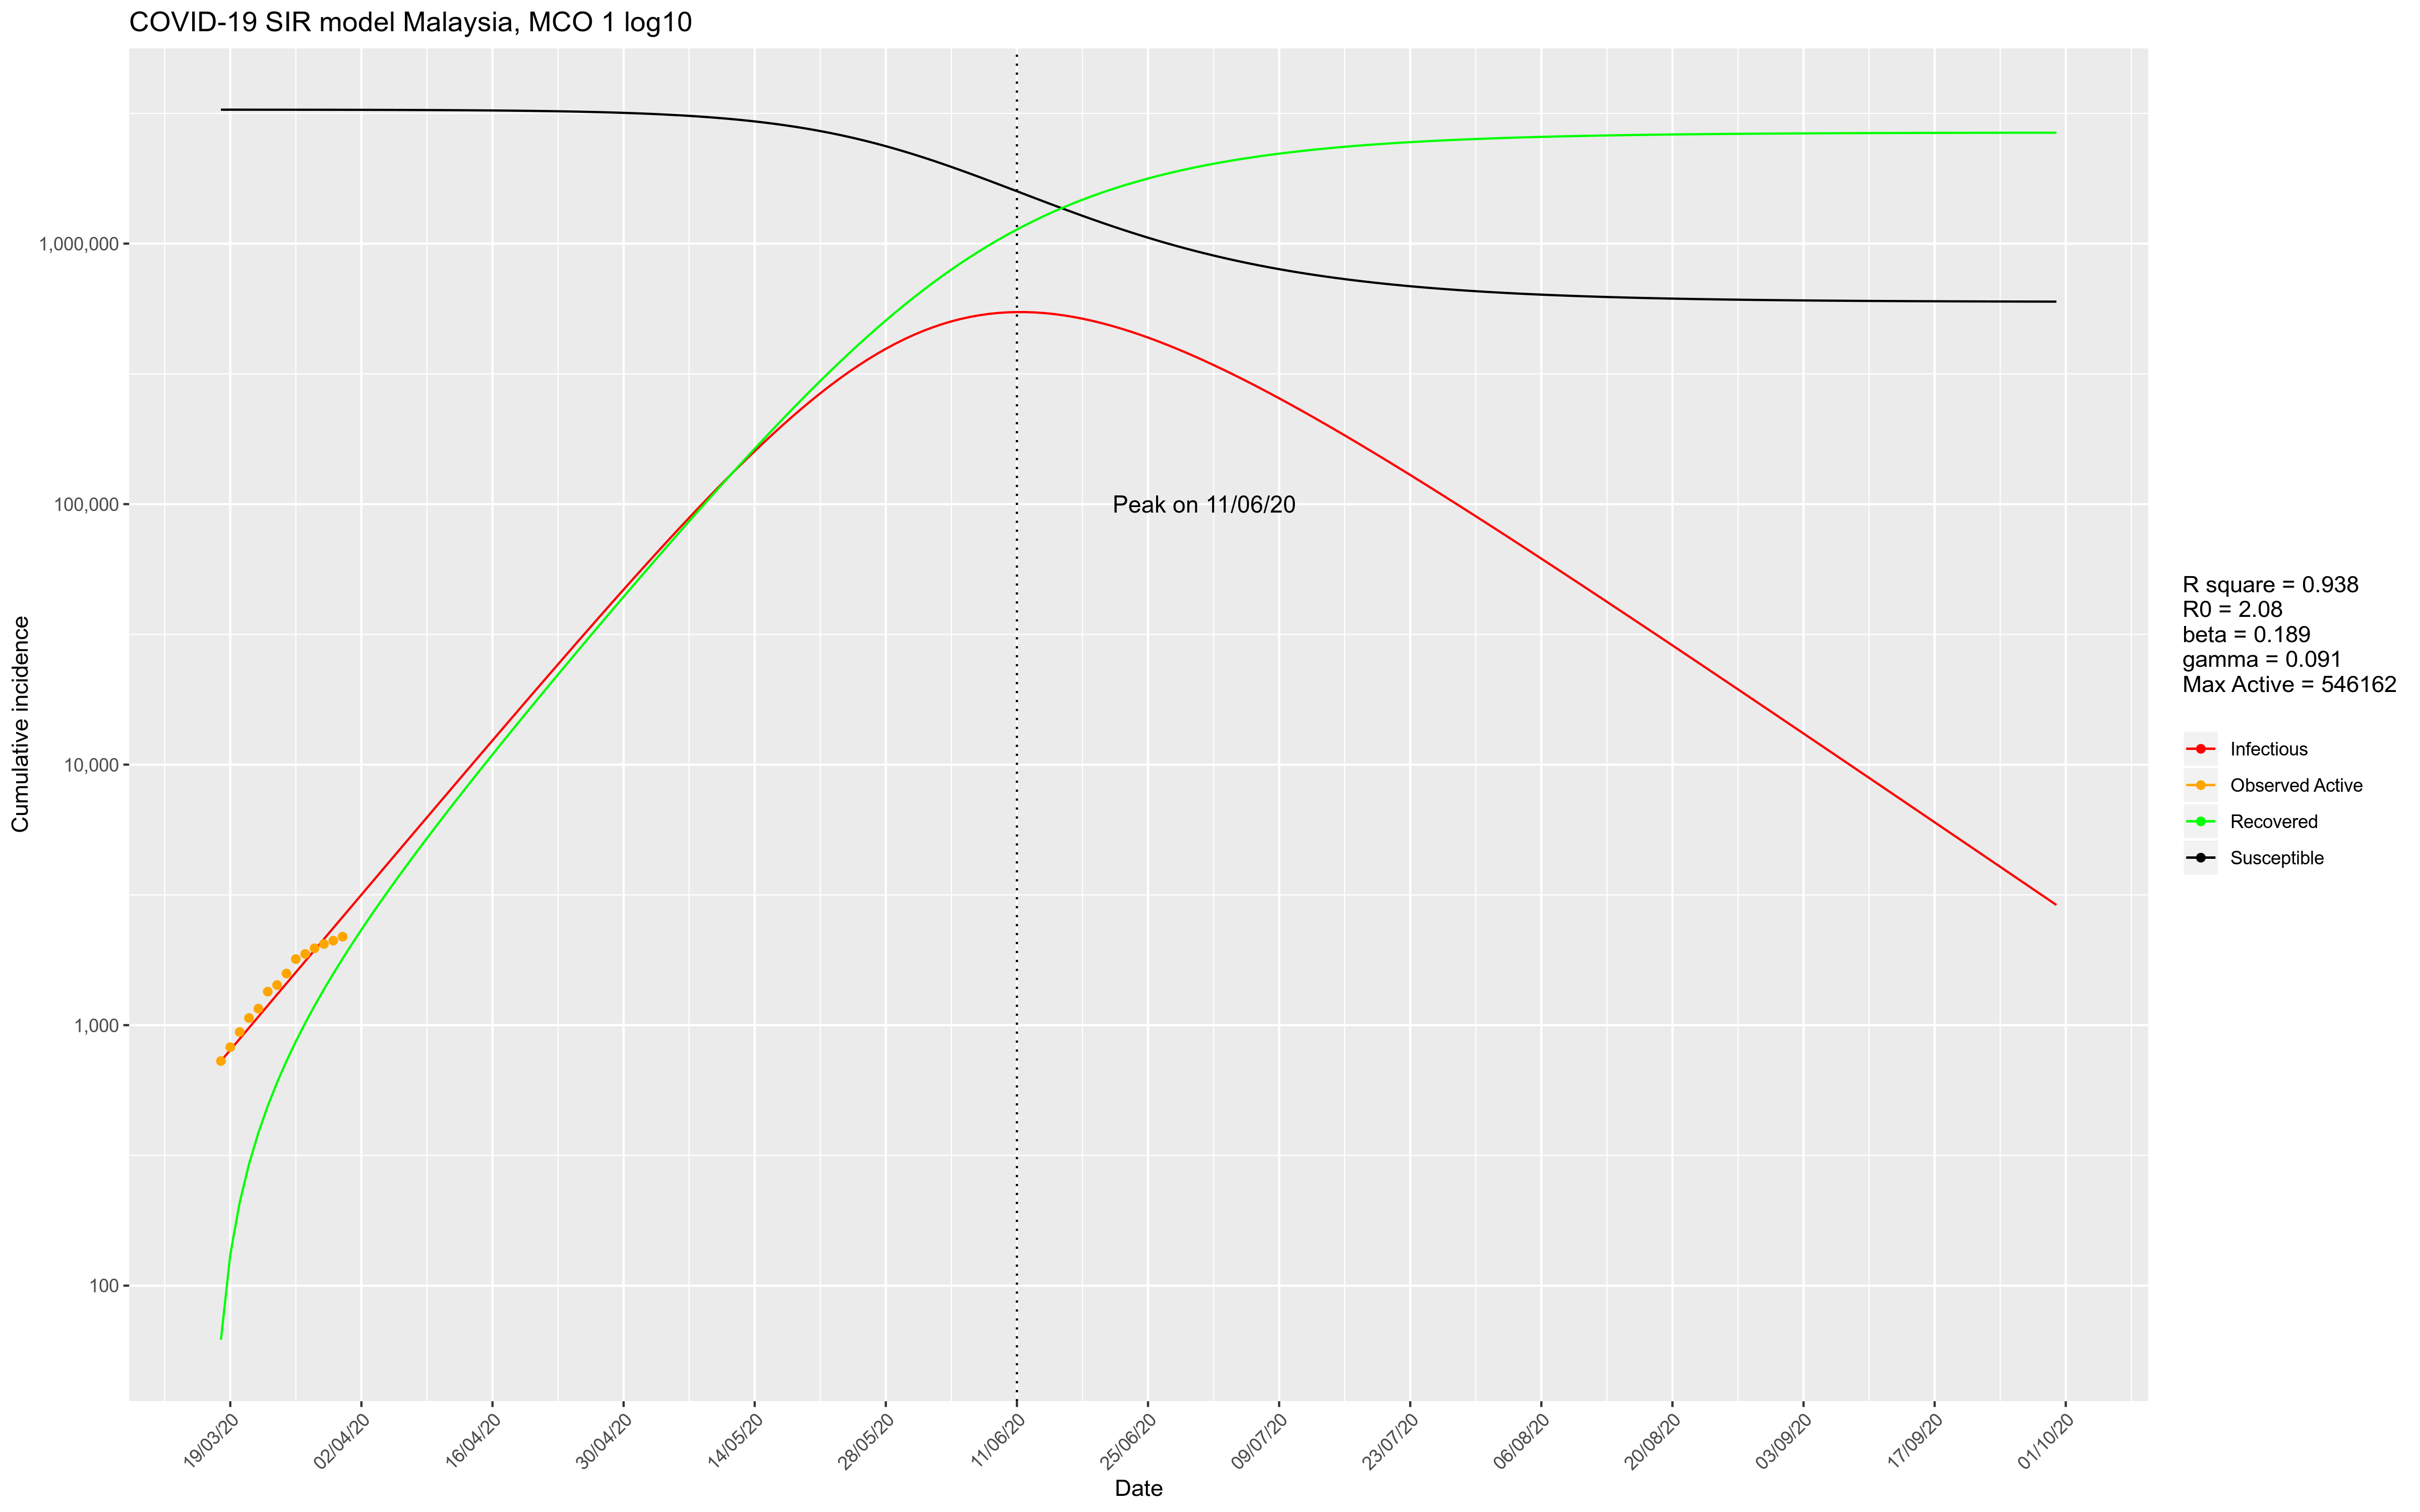 COVID-19 SIR model Malaysia, MCO 1 log10
Cumulative incidence
1,000,000
100,000
10,000
1,000
100
Peak on 11/06/20
19/03/20
02/04/20
16/04/20
30/04/20
14/05/20
28/05/20
11/06/20
25/06/20
09/07/20
23/07/20
06/08/20
20/08/20
03/09/20
17/09/20
01/10/20
Date
R square = 0.938
R0 = 2.08
beta = 0.189
gamma = 0.091
Max Active = 546162
Infectious
Observed Active
Recovered
Susceptible